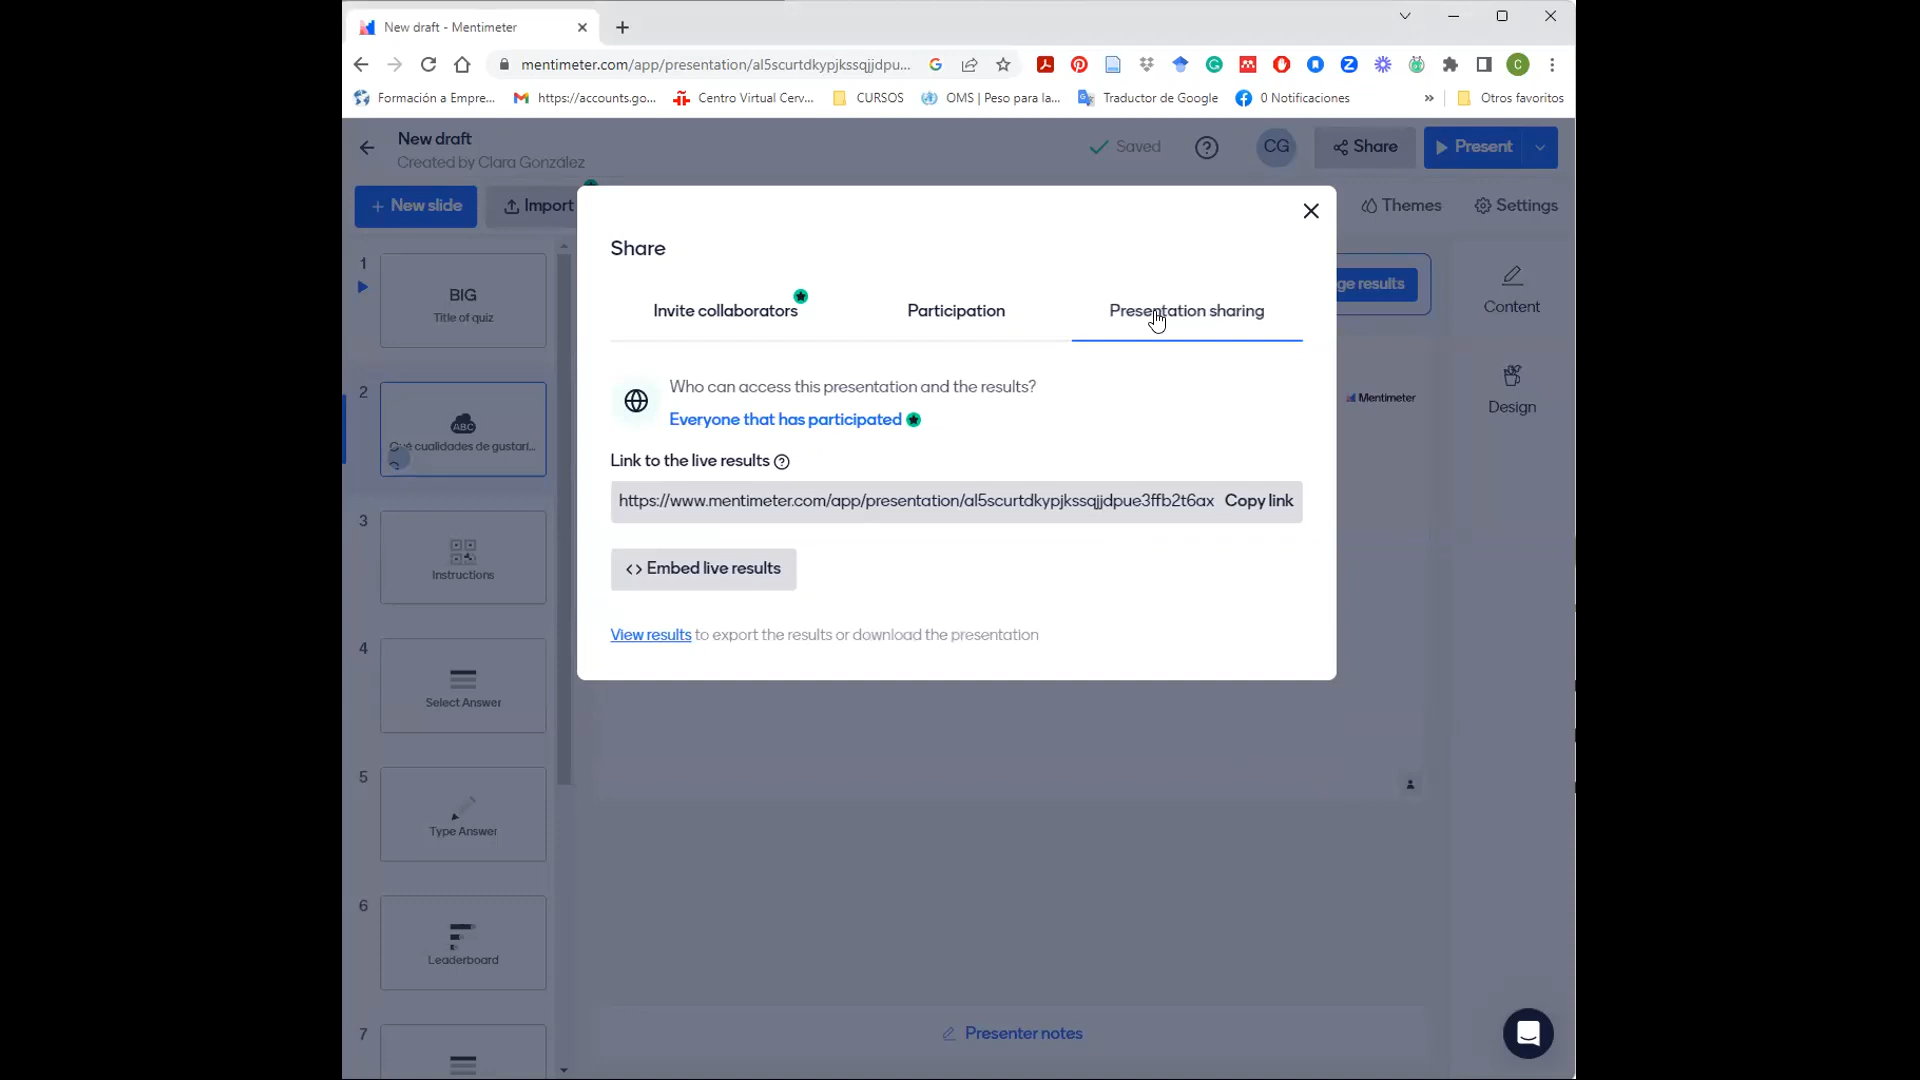 New draft - Mentimeter
mentimeter.com/app/presentation/al5scurtdkypjkssqjjdpu...
Formación a Empre...
https://accounts.go...
Centro Virtual Cerv...
CURSOS
OMS | Peso para la...
Traductor de Google
0 Notificaciones
»
Otros favoritos
New draft
Created by Clara González
Saved
CG
Share
Present
+ New slide
Import
Themes
Settings
Share
Invite collaborators
Participation
Presentation sharing
Who can access this presentation and the results?
Everyone that has participated
Link to the live results
https://www.mentimeter.com/app/presentation/al5scurtdkypjkssqjjdpue3ffb2t6ax
Copy link
<> Embed live results
View results to export the results or download the presentation
1
BIG
Title of quiz
2
ABC
Qué cualidades de gustarí...
3
Instructions
4
Select Answer
5
Type Answer
6
Leaderboard
7
ge results
Mentimeter
Content
Design
Presenter notes
C